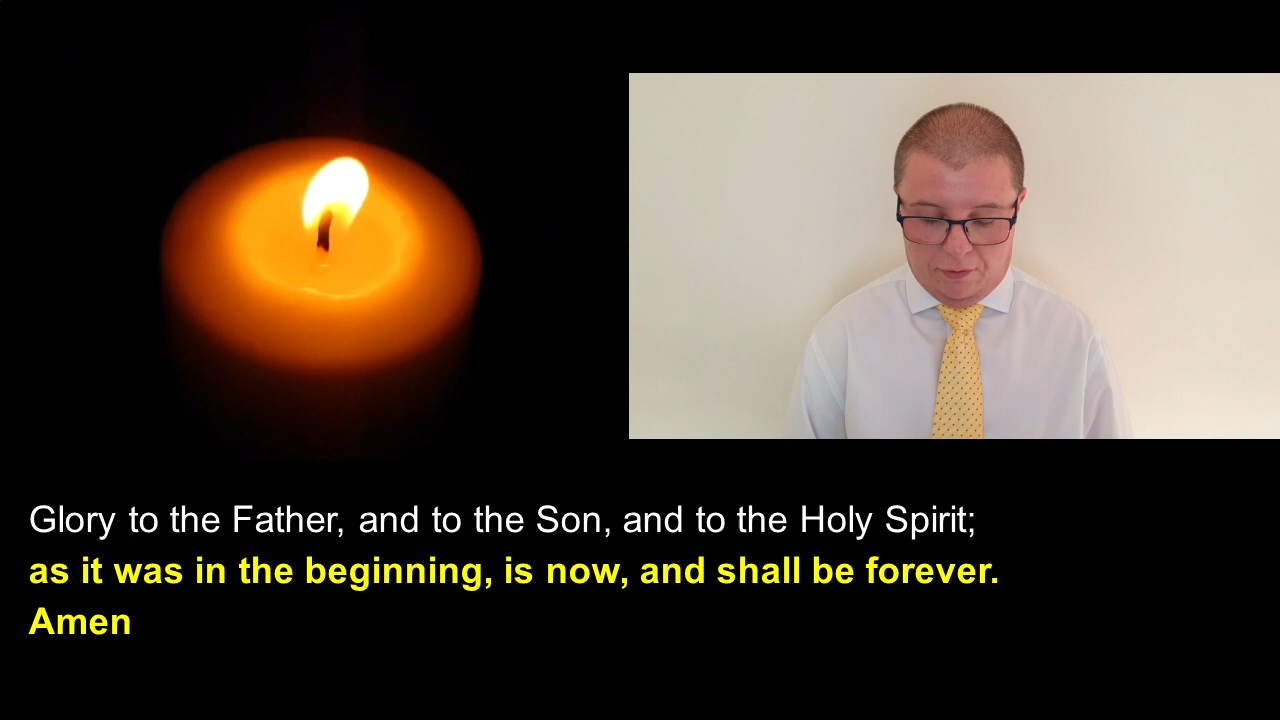 Glory to the Father, and to the Son, and to the Holy Spirit;
as it was in the beginning, is now, and shall be forever.
Amen